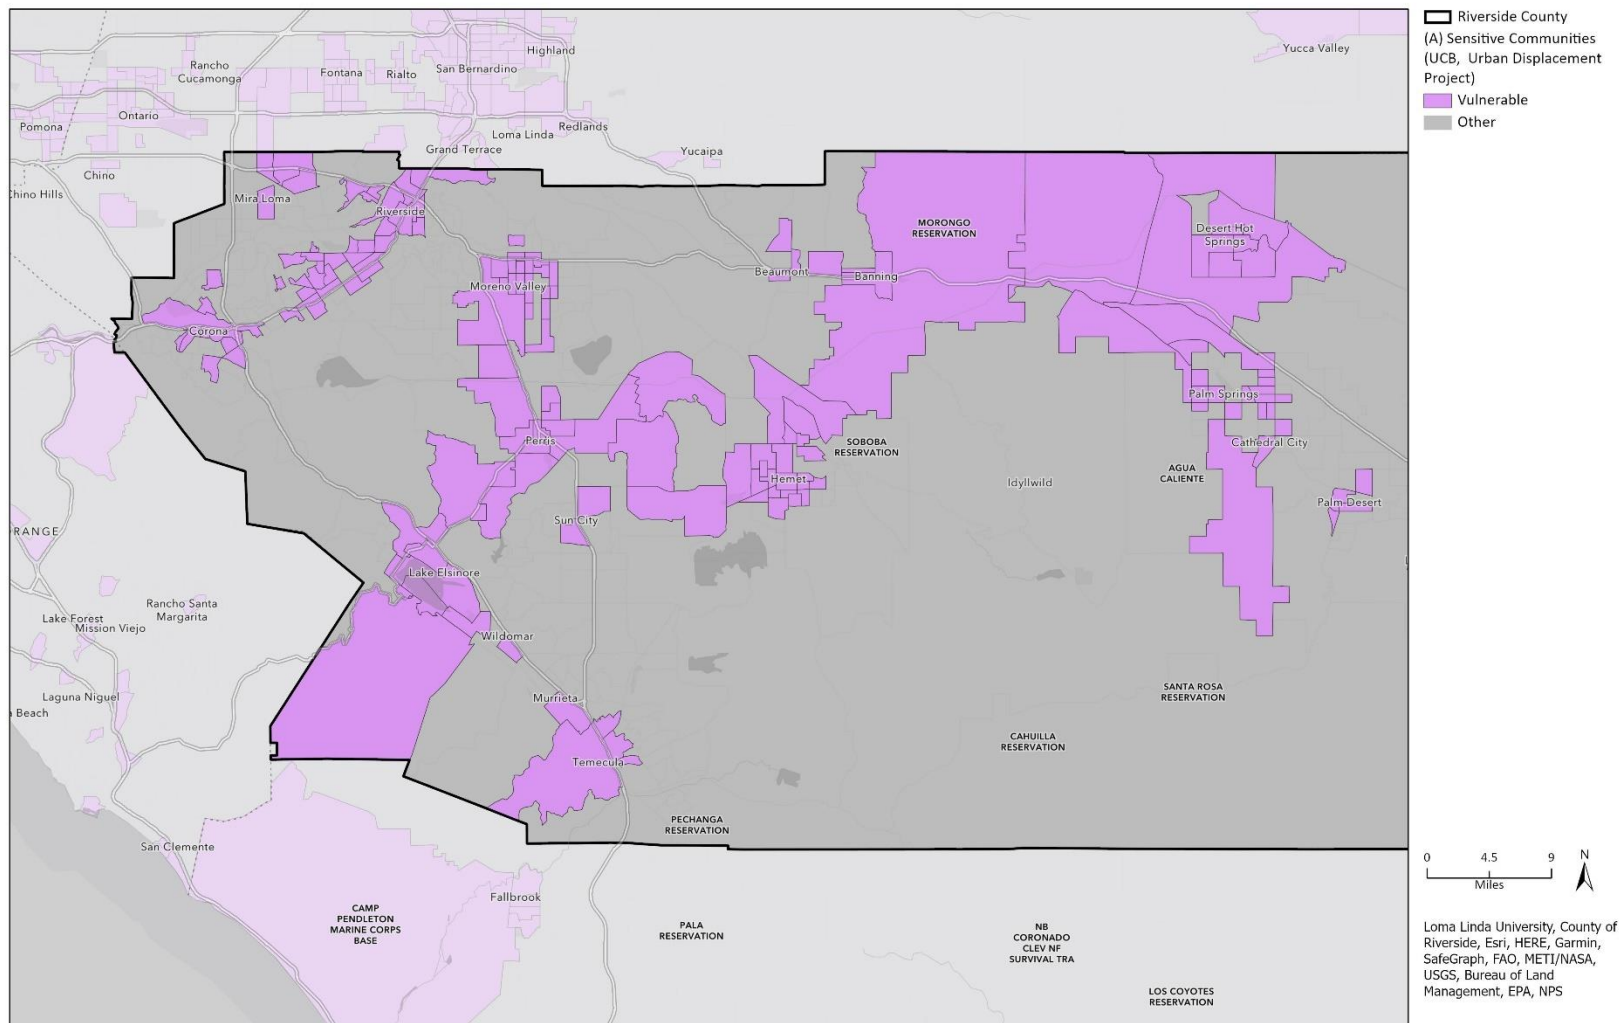 Highland
Yucca Valley
Rancho
Cucamonga
Fontana
Rialto
San Bernardino
Ontario
Pomona
Loma Linda
Redlands
Grand Terrace
Yucaipa
Chino
Chino Hills
Mira Loma
Riverside
MORONGO
RESERVATION
Desert Hot
Springs
Beaumont
Banning
Moreno Valley
Corona
Palm Springs
Perris
SOBOBA
RESERVATION
Cathedral City
AGUA
CALIENTE
Hemet
Idyllwild
Palm Desert
Sun City
RANGE
Lake Elsinore
Rancho Santa
Margarita
Lake Forest
Mission Viejo
Wildomar
Laguna Niguel
a Beach
Murrieta
SANTA ROSA
RESERVATION
CAHUILLA
RESERVATION
Temecula
PECHANGA
RESERVATION
San Clemente
Fallbrook
CAMP
PENDLETON
MARINE CORPS
BASE
PALA
RESERVATION
NB
CORONADO
CLEV NF
SURVIVAL TRA
LOS COYOTES
RESERVATION
Riverside County
(A) Sensitive Communities
(UCB, Urban Displacement
Project)
Vulnerable
Other
0 4.5 9
Miles
N
Loma Linda University, County of
Riverside, Esri, HERE, Garmin,
SafeGraph, FAO, METI/NASA,
USGS, Bureau of Land
Management, EPA, NPS